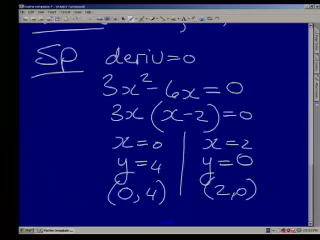 Sp deriv=0
3x² - 6x = 0
3x (x-2) = 0
x=0 | x=2
y=4 | y=0
(0,4) | (2,0)